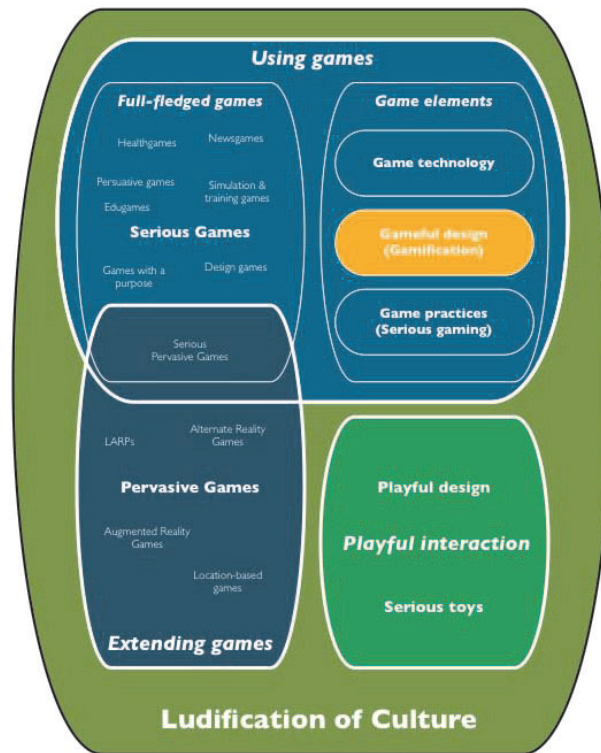 Using games
Full-fledged games
Game elements
Healthgames
Newsgames
Game technology
Persuasive games
Simulation &
training games
Edugames
Serious Games
Gameful design
(Gamification)
Games with a
purpose
Design games
Game practices
(Serious gaming)
Serious
Pervasive Games
LARPs
Alternate Reality
Games
Pervasive Games
Playful design
Augmented Reality
Games
Playful interaction
Location-based
games
Serious toys
Extending games
Ludification of Culture